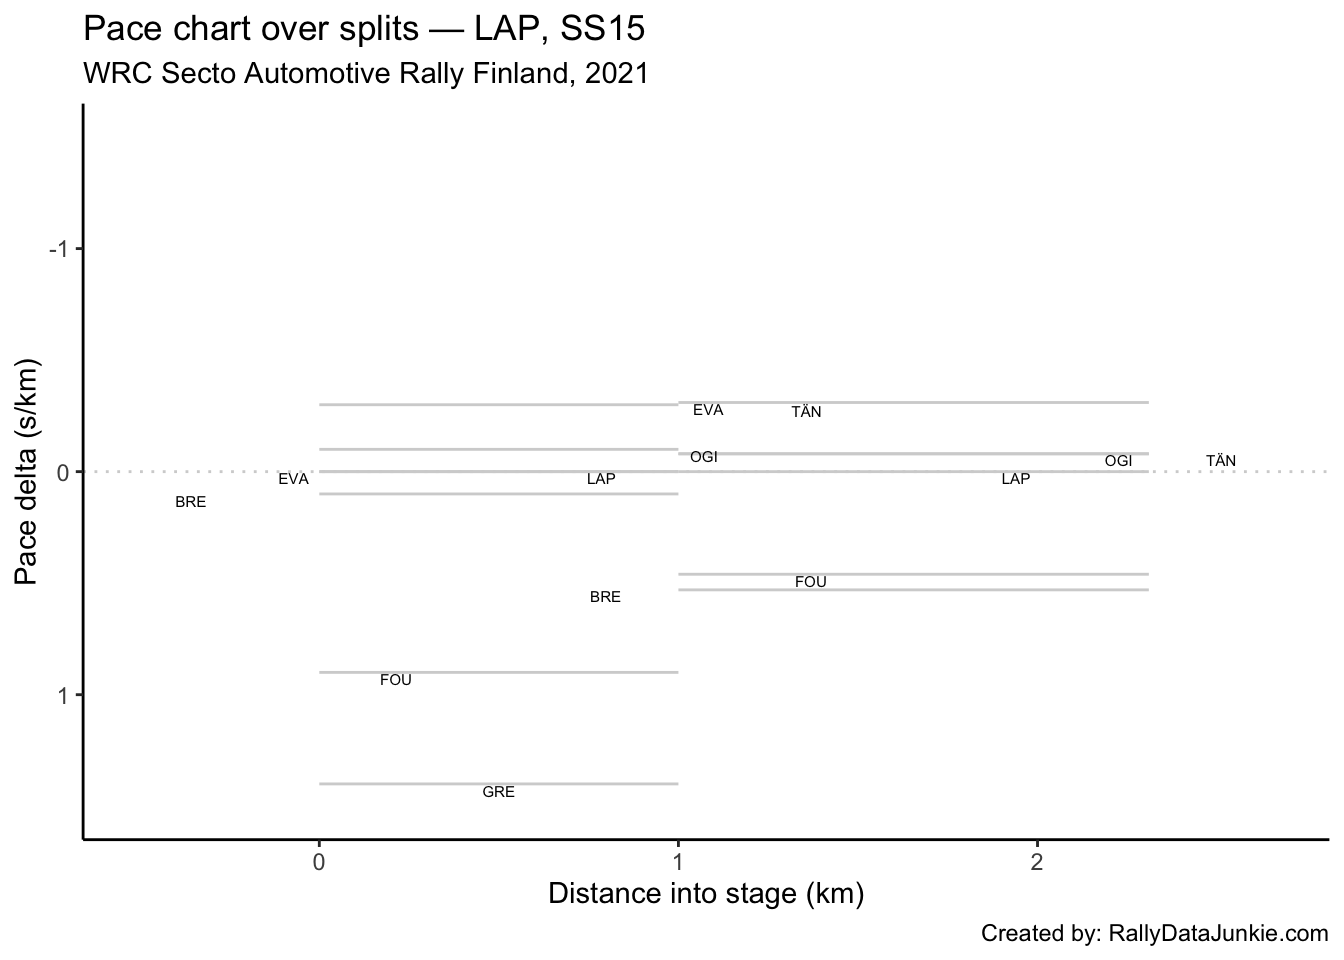 Pace chart over splits — LAP, SS15
WRC Secto Automotive Rally Finland, 2021
Pace delta (s/km)
-1
0
1
EVA
TÄN
OGI
OGI
TÄN
EVA
LAP
LAP
BRE
FOU
BRE
FOU
GRE
0
1
2
Distance into stage (km)
Created by: RallyDataJunkie.com